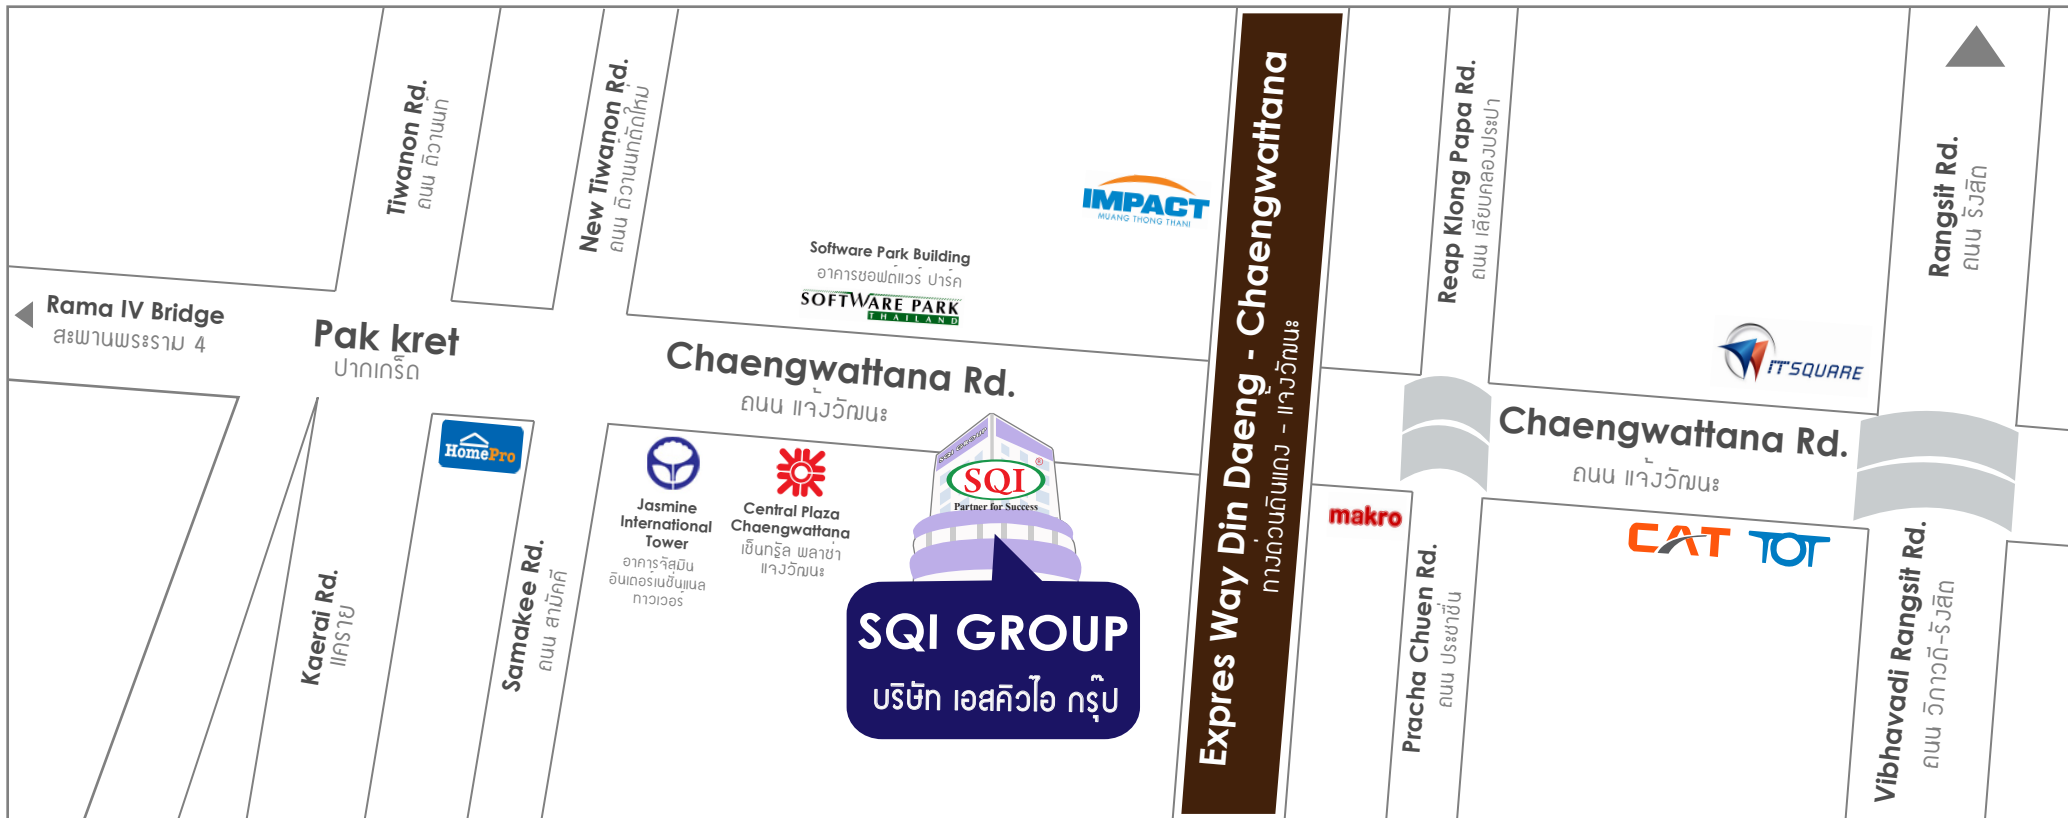 Tiwanon Rd.
ถนน ติวานนท์
New Tiwanon Rd.
ถนน ติวานนท์ตัดใหม่
Software Park Building
อาคารซอฟต์แวร์ ปาร์ค
SOFTWARE PARK
THAILAND
IMPACT
MUANG THONG THANI
Expres Way Din Daeng - Chaengwattana
ทางด่วนดินแดง - แจ้งวัฒนะ
Reap Klong Papa Rd.
ถนน เลียบคลองประปา
Rangsit Rd.
ถนน รังสิต
Rama IV Bridge
สะพานพระราม 4
Pak kret
ปากเกร็ด
Chaengwattana Rd.
ถนน แจ้งวัฒนะ
IT SQUARE
Chaengwattana Rd.
ถนน แจ้งวัฒนะ
HomePro
Jasmine
International
Tower
อาคารจัสมิน
อินเตอร์เนชั่นแนล
ทาวเวอร์
Central Plaza
Chaengwattana
เซ็นทรัล พลาซ่า
แจงวัฒนะ
SQI
®
Partner for Success
SQI GROUP
บริษัท เอสคิวไอ กรุ๊ป
makro
CAT
TOT
Kaerai Rd.
แคราย
Samakee Rd.
ถนน สามัคคี
Pracha Chuen Rd.
ถนน ประชาชื่น
Vibhavadi Rangsit Rd.
ถนน วิภาวดี-รังสิต